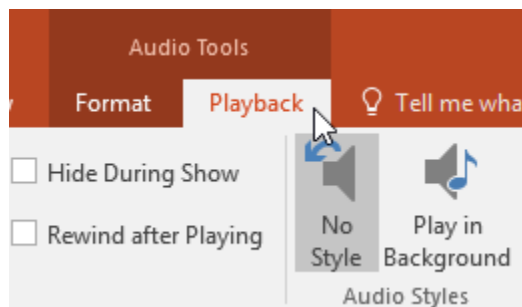 Audio Tools
Format Playback Tell me wha
Hide During Show
Rewind after Playing
No Style
Play in Background
Audio Styles